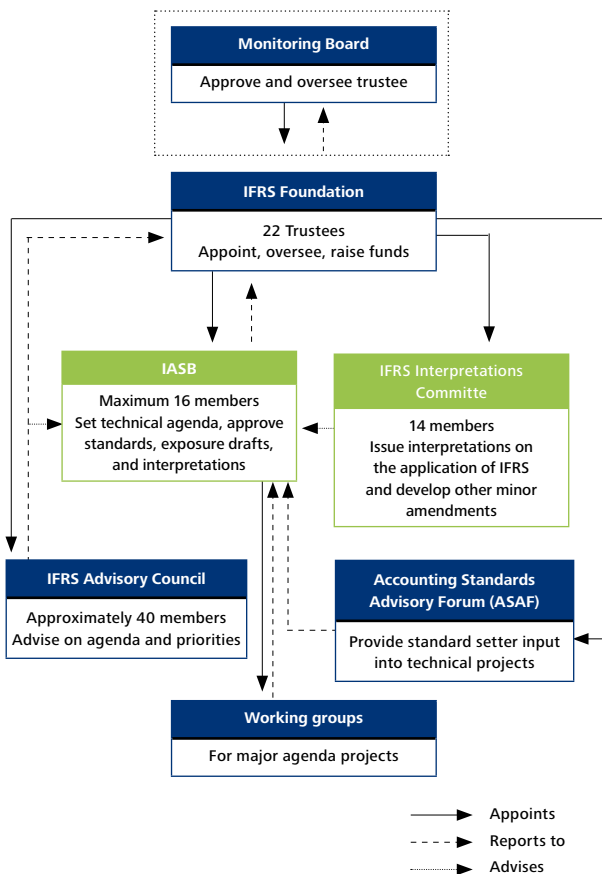 Monitoring Board
Approve and oversee trustee
IFRS Foundation
22 Trustees
Appoint, oversee, raise funds
IASB
Maximum 16 members
Set technical agenda, approve
standards, exposure drafts,
and interpretations
IFRS Interpretations
Committe
14 members
Issue interpretations on
the application of IFRS
and develop other minor
amendments
IFRS Advisory Council
Approximately 40 members
Advise on agenda and priorities
Accounting Standards
Advisory Forum (ASAF)
Provide standard setter input
into technical projects
Working groups
For major agenda projects
Appoints
Reports to
Advises